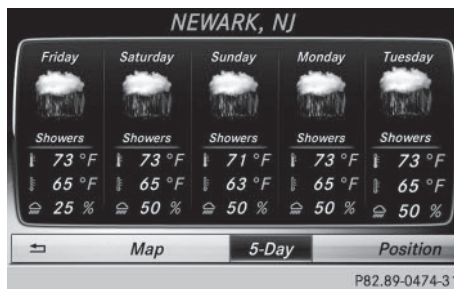 NEWARK, NJ
Friday Saturday Sunday Monday Tuesday
Showers Showers Showers Showers Showers
73 °F 73 °F 71 °F 73 °F 73 °F
65 °F 65 °F 63 °F 65 °F 65 °F
25 % 50 % 50 % 50 % 50 %
Map 5-Day Position
P82.89-0474-31